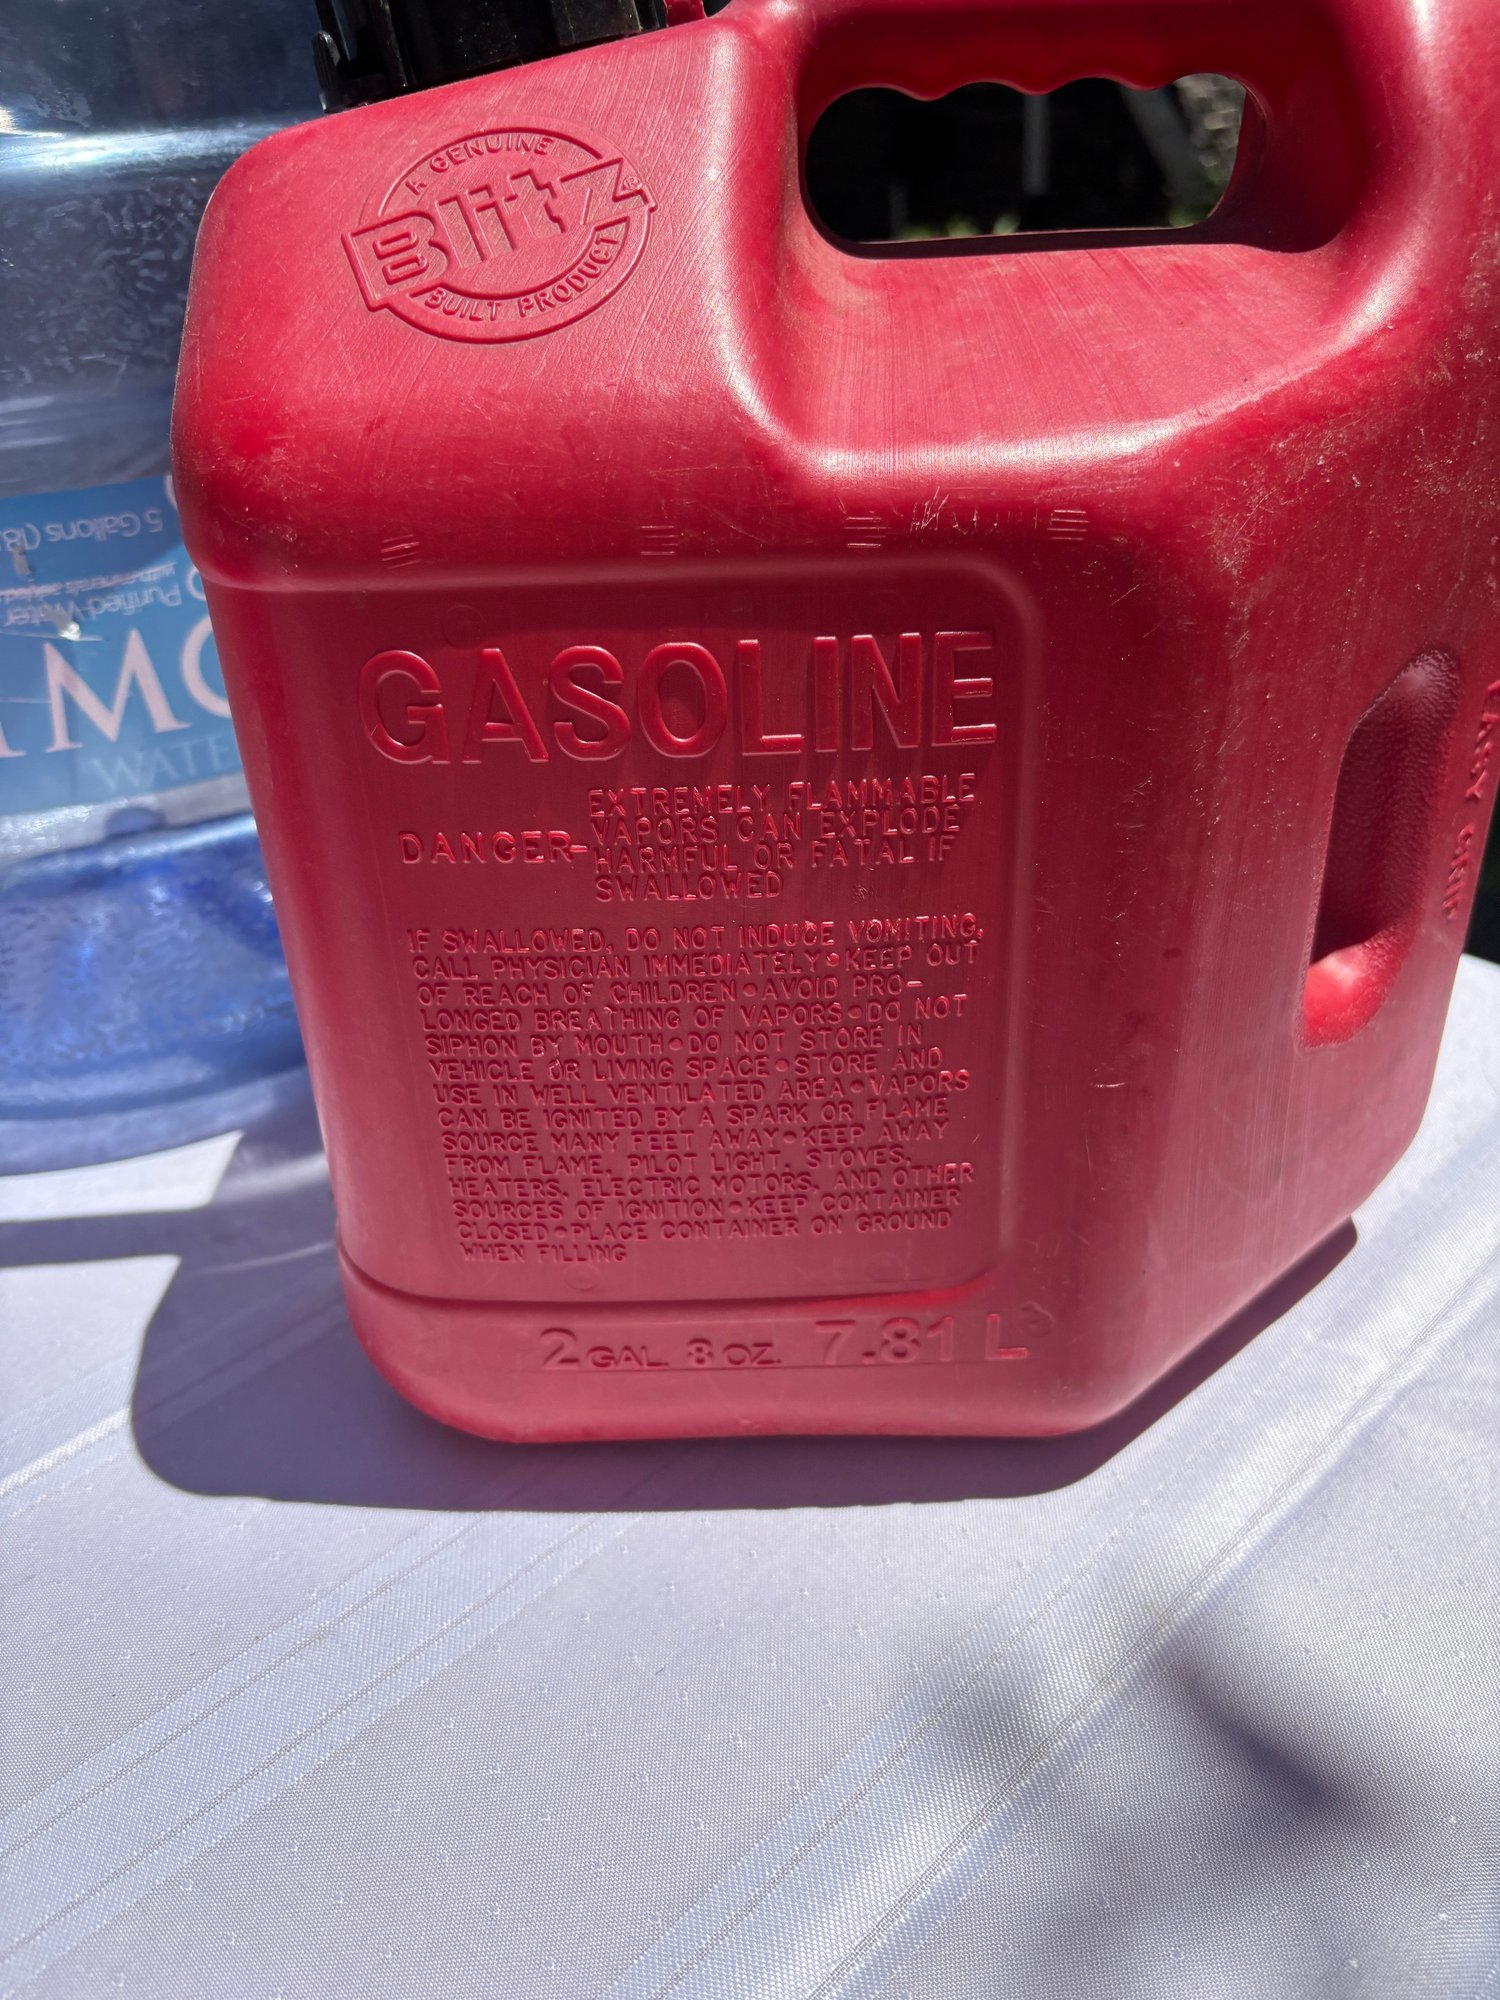 A GENUINE
Blitz
BUILT PRODUCT
5 Gallons (18
Purified Water
WATE
GASOLINE
DANGER-
EXTREMELY FLAMMABLE
VAPORS CAN EXPLODE
HARMFUL OR FATAL IF
SWALLOWED
IF SWALLOWED, DO NOT INDUCE VOMITING,
CALL PHYSICIAN IMMEDIATELY•KEEP OUT
OF REACH OF CHILDREN•AVOID PRO-
LONGED BREATHING OF VAPORS•DO NOT
SIPHON BY MOUTH•DO NOT STORE IN
VEHICLE OR LIVING SPACE•STORE AND
USE IN WELL VENTILATED AREA•VAPORS
CAN BE IGNITED BY A SPARK OR FLAME
SOURCE MANY FEET AWAY•KEEP AWAY
FROM FLAME, PILOT LIGHT, STOVES,
HEATERS, ELECTRIC MOTORS, AND OTHER
SOURCES OF IGNITION•KEEP CONTAINER
CLOSED•PLACE CONTAINER ON GROUND
WHEN FILLING
2 GAL. 8 OZ. 7.81 L
EASY GRIP